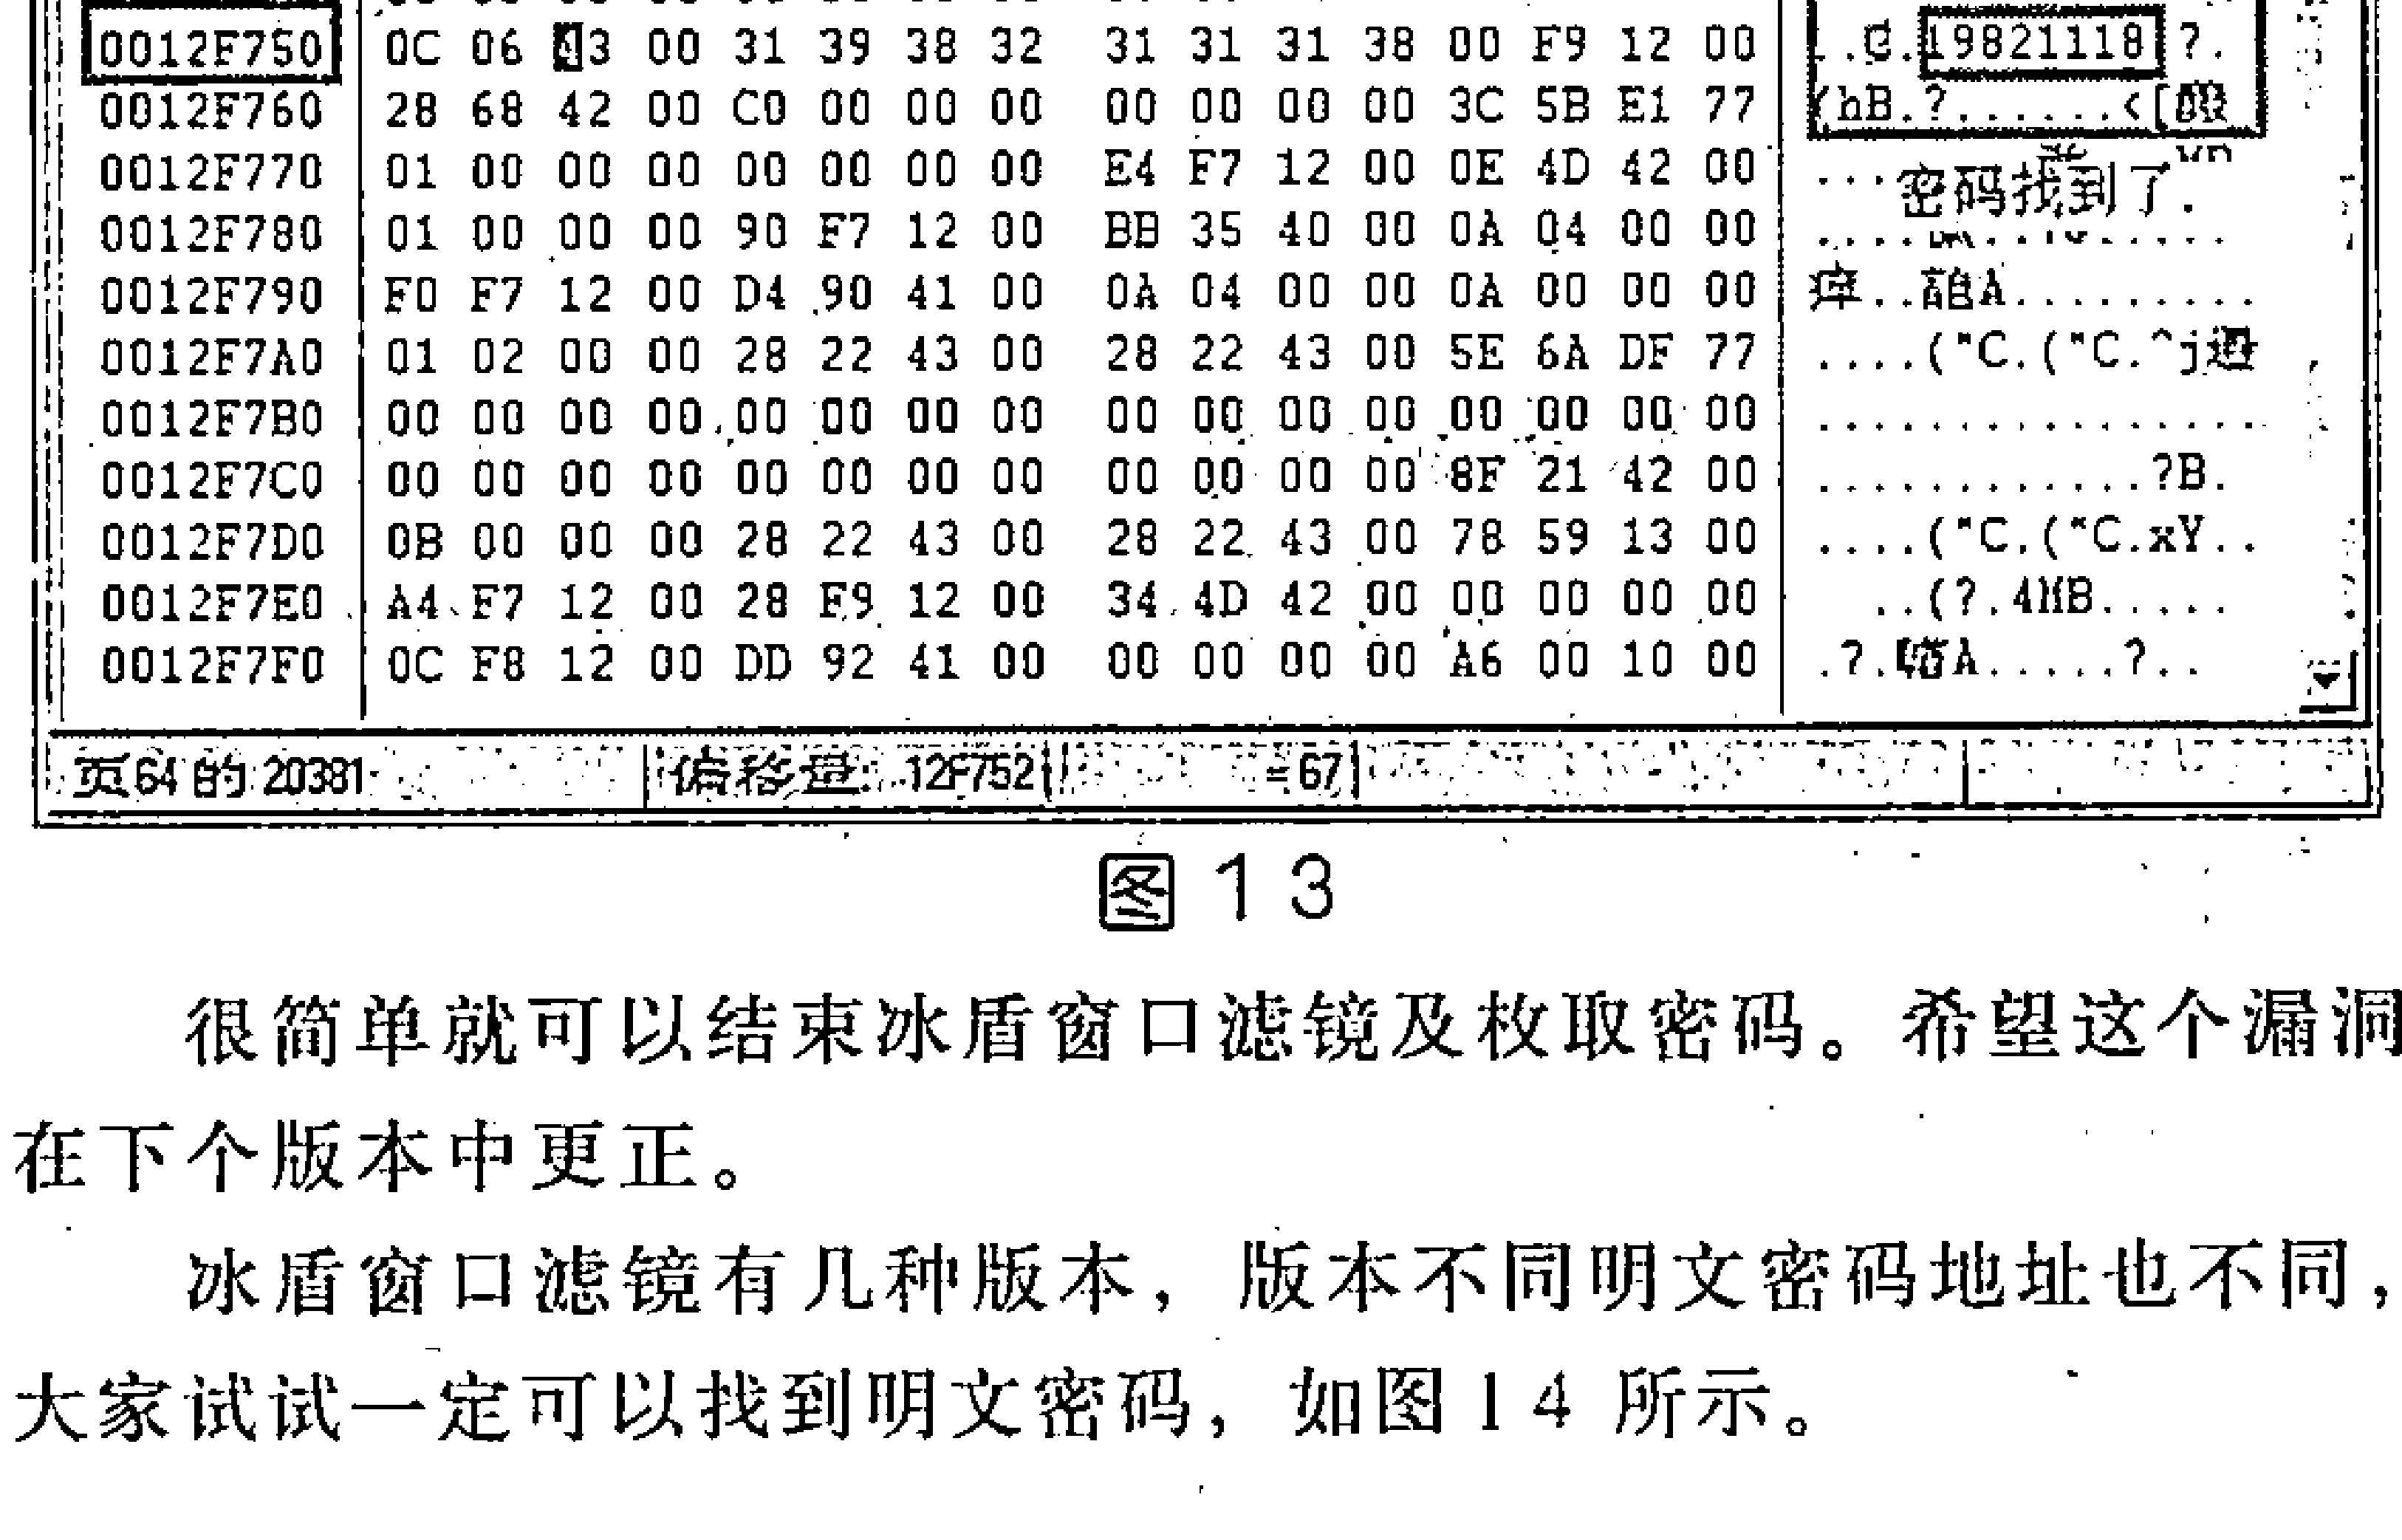 0012F750 0C 06 43 00 31 39 38 32 31 31 31 38 00 F9 12 00 ..C.19821118 ?.
0012F760 28 68 42 00 C0 00 00 00 00 00 00 00 3C 5B E1 77 (hB.?......<[
0012F770 01 00 00 00 00 00 00 00 E4 F7 12 00 0E 4D 42 00 ...密码找到了.
0012F780 01 00 00 00 90 F7 12 00 BB 35 40 00 0A 04 00 00
0012F790 F0 F7 12 00 D4 90 41 00 0A 04 00 00 0A 00 00 00 ..A.........
0012F7A0 01 02 00 00 28 22 43 00 28 22 43 00 5E 6A DF 77 ....("C.("C.^j
0012F7B0 00 00 00 00 00 00 00 00 00 00 00 00 00 00 00 00 ................
0012F7C0 00 00 00 00 00 00 00 00 00 00 00 00 8F 21 42 00 ............?B.
0012F7D0 0B 00 00 00 28 22 43 00 28 22 43 00 78 59 13 00 ....("C.("C.xY..
0012F7E0 A4 F7 12 00 28 F9 12 00 34 4D 42 00 00 00 00 00 ..(?.4MB.....
0012F7F0 0C F8 12 00 DD 92 41 00 00 00 00 00 A6 00 10 00 .?.A.....?..
页64 的 20381 偏移量: 12F752 =67
图13
很简单就可以结束冰盾窗口滤镜及枚取密码。希望这个漏洞
在下个版本中更正。
冰盾窗口滤镜有几种版本，版本不同明文密码地址也不同，
大家试试一定可以找到明文密码，如图14 所示。